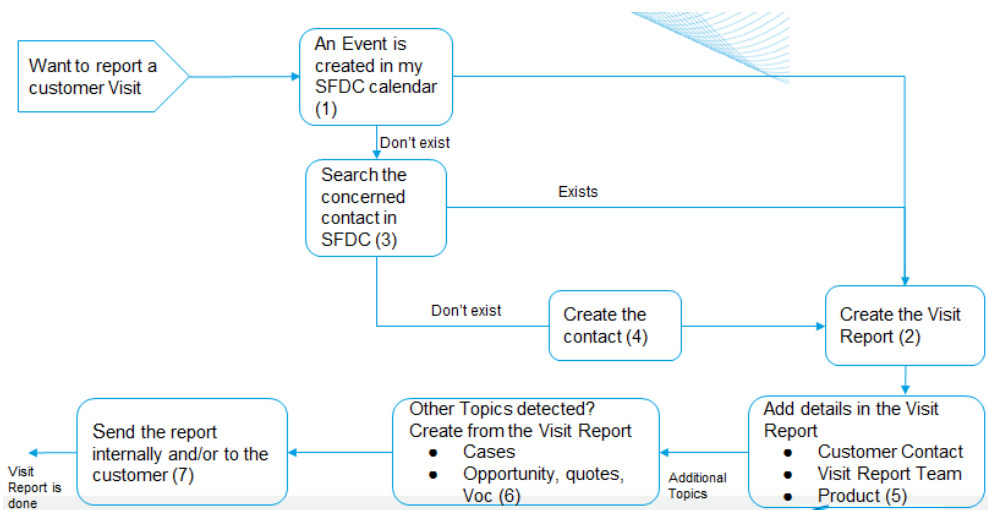 Want to report a
customer Visit
An Event is
created in my
SFDC calendar
(1)
Don't exist
Search the
concerned
contact in
SFDC (3)
Exists
Don't exist
Create the
contact (4)
Create the Visit
Report (2)
Add details in the Visit
Report
● Customer Contact
● Visit Report Team
● Product (5)
Additional
Topics
Other Topics detected?
Create from the Visit Report
● Cases
● Opportunity, quotes,
Voc (6)
Send the report
internally and/or to the
customer (7)
Visit
Report is
done